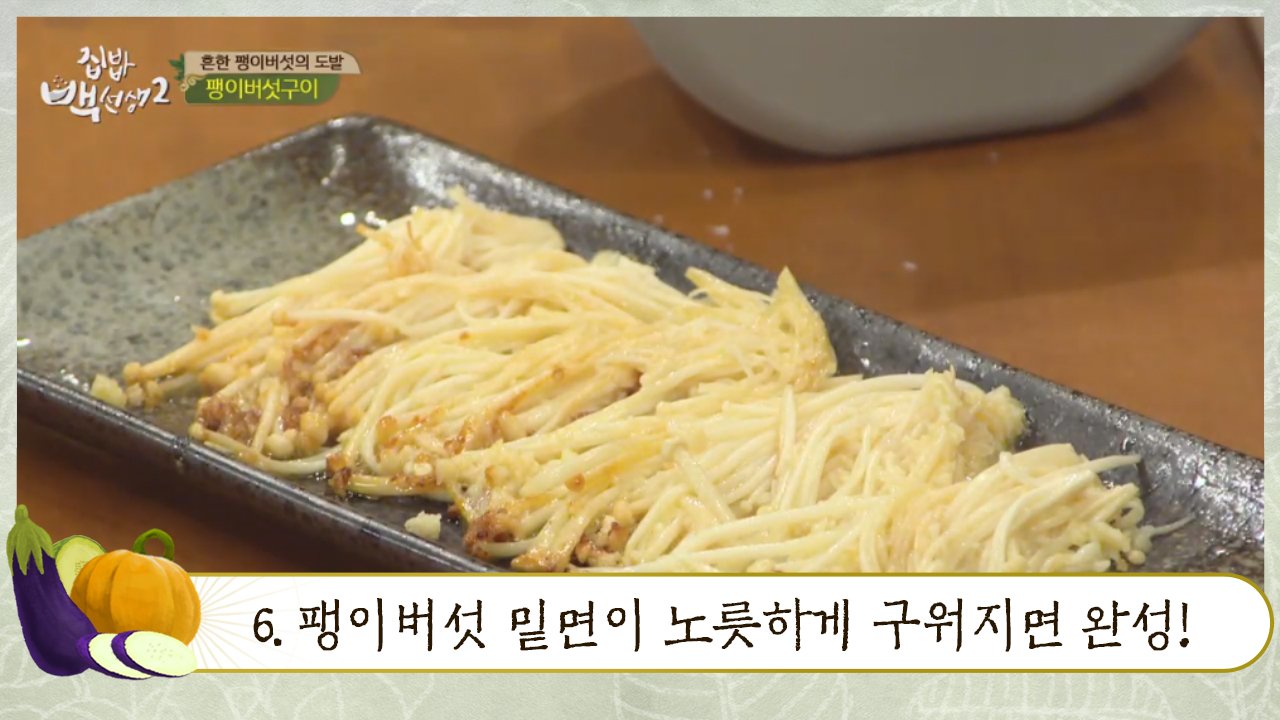 집밥
백선생2
흔한 팽이버섯의 도발
팽이버섯구이
6. 팽이버섯 밑면이 노릇하게 구워지면 완성!